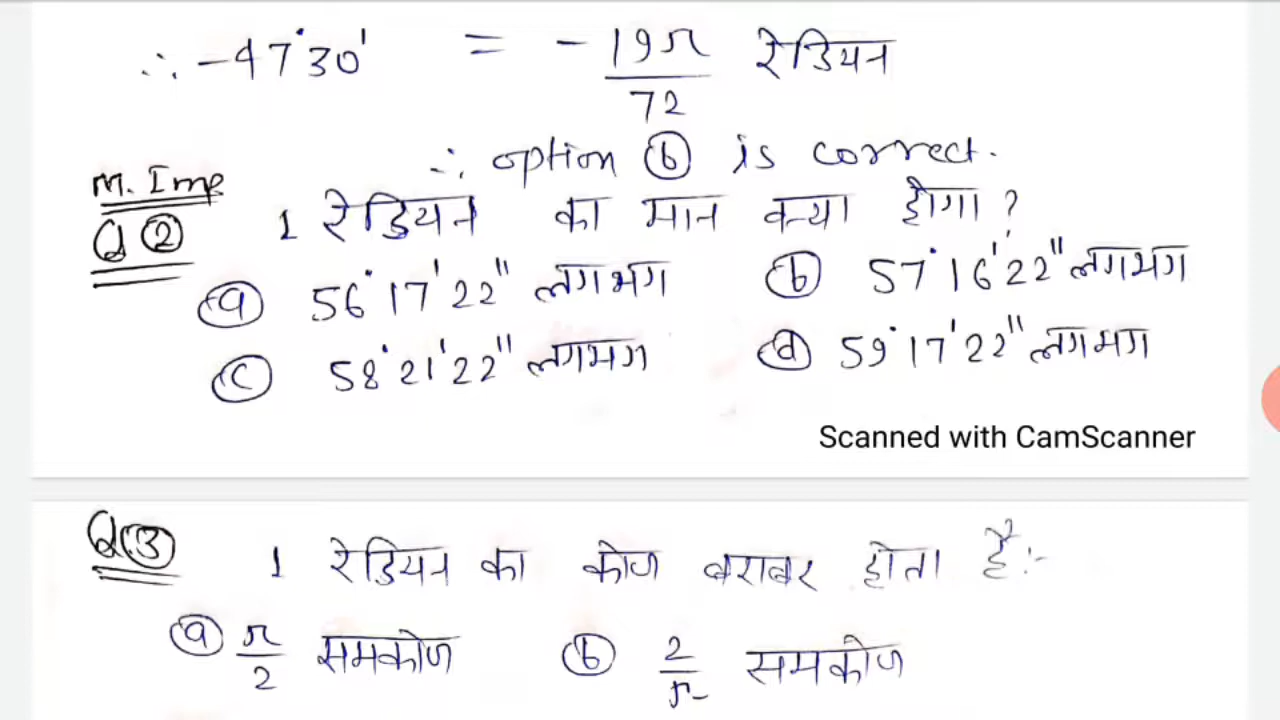 ∴ -47°30' = -19π/72 रेडियन
∴ option (b) is correct.
M. Imp
Q② 1 रेडियन का मान क्या होगा ?
(a) 56°17'22" लगभग (b) 57°16'22" लगभग
(c) 58°21'22" लगभग (d) 59°17'22" लगभग
Scanned with CamScanner
Q③ 1 रेडियन का कोण बराबर होता है :-
(a) π/2 समकोण (b) 2/π समकोण